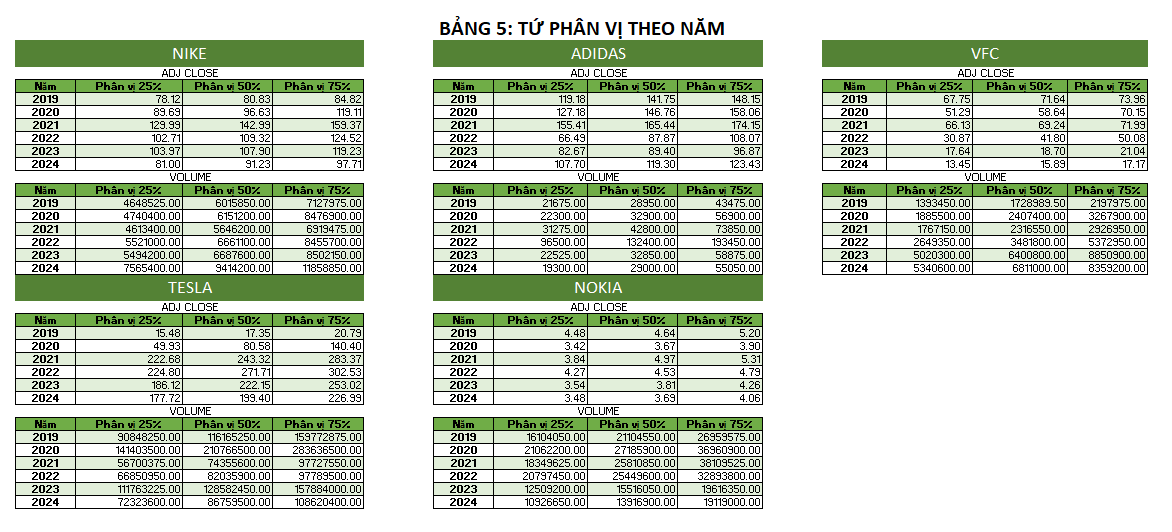 BẢNG 5: TỨ PHÂN VỊ THEO NĂM
NIKE
ADJ CLOSE
Năm Phân vị 25% Phân vị 50% Phân vị 75%
2019 78.12 80.83 84.82
2020 89.69 96.63 119.11
2021 129.99 142.99 159.37
2022 102.71 109.32 124.52
2023 103.97 107.90 119.23
2024 81.00 91.23 97.71
VOLUME
Năm Phân vị 25% Phân vị 50% Phân vị 75%
2019 4648525.00 6015850.00 7127975.00
2020 4740400.00 6151200.00 8476900.00
2021 4613400.00 5646200.00 6919475.00
2022 5521000.00 6661100.00 8455700.00
2023 5494200.00 6687600.00 8502150.00
2024 7565400.00 9414200.00 11858850.00
ADIDAS
ADJ CLOSE
Năm Phân vị 25% Phân vị 50% Phân vị 75%
2019 119.18 141.75 148.15
2020 127.18 146.76 158.06
2021 155.41 165.44 174.15
2022 66.49 87.87 108.07
2023 82.67 89.40 96.87
2024 107.70 119.30 123.43
VOLUME
Năm Phân vị 25% Phân vị 50% Phân vị 75%
2019 21675.00 28950.00 43475.00
2020 22300.00 32900.00 56900.00
2021 31275.00 42800.00 73850.00
2022 96500.00 132400.00 193450.00
2023 22525.00 32850.00 58875.00
2024 19300.00 29000.00 55050.00
VFC
ADJ CLOSE
Năm Phân vị 25% Phân vị 50% Phân vị 75%
2019 67.75 71.64 73.96
2020 51.29 58.64 70.15
2021 66.13 69.24 71.99
2022 30.87 41.80 50.08
2023 17.64 18.70 21.04
2024 13.45 15.89 17.17
VOLUME
Năm Phân vị 25% Phân vị 50% Phân vị 75%
2019 1393450.00 1728989.50 2197975.00
2020 1885500.00 2407400.00 3267900.00
2021 1767150.00 2316550.00 2926950.00
2022 2649350.00 3481800.00 5372950.00
2023 5020300.00 6400800.00 8850900.00
2024 5340600.00 6811000.00 8359200.00
TESLA
ADJ CLOSE
Năm Phân vị 25% Phân vị 50% Phân vị 75%
2019 15.48 17.35 20.79
2020 49.93 80.58 140.40
2021 222.68 243.32 283.37
2022 224.80 271.71 302.53
2023 186.12 222.15 253.02
2024 177.72 199.40 226.99
VOLUME
Năm Phân vị 25% Phân vị 50% Phân vị 75%
2019 90848250.00 116165250.00 159772875.00
2020 141403500.00 210766500.00 283636500.00
2021 56700375.00 74355600.00 97727550.00
2022 66850950.00 82035900.00 97789500.00
2023 111763225.00 128582450.00 157884000.00
2024 72323600.00 86759500.00 108620400.00
NOKIA
ADJ CLOSE
Năm Phân vị 25% Phân vị 50% Phân vị 75%
2019 4.48 4.64 5.20
2020 3.42 3.67 3.90
2021 3.84 4.97 5.31
2022 4.27 4.53 4.79
2023 3.54 3.81 4.26
2024 3.48 3.69 4.06
VOLUME
Năm Phân vị 25% Phân vị 50% Phân vị 75%
2019 16104050.00 21104550.00 26959575.00
2020 21062200.00 27185900.00 36960900.00
2021 18349625.00 25810850.00 38109525.00
2022 20797450.00 25449600.00 32893800.00
2023 12509200.00 15516050.00 19616350.00
2024 10926650.00 13916900.00 19119000.00